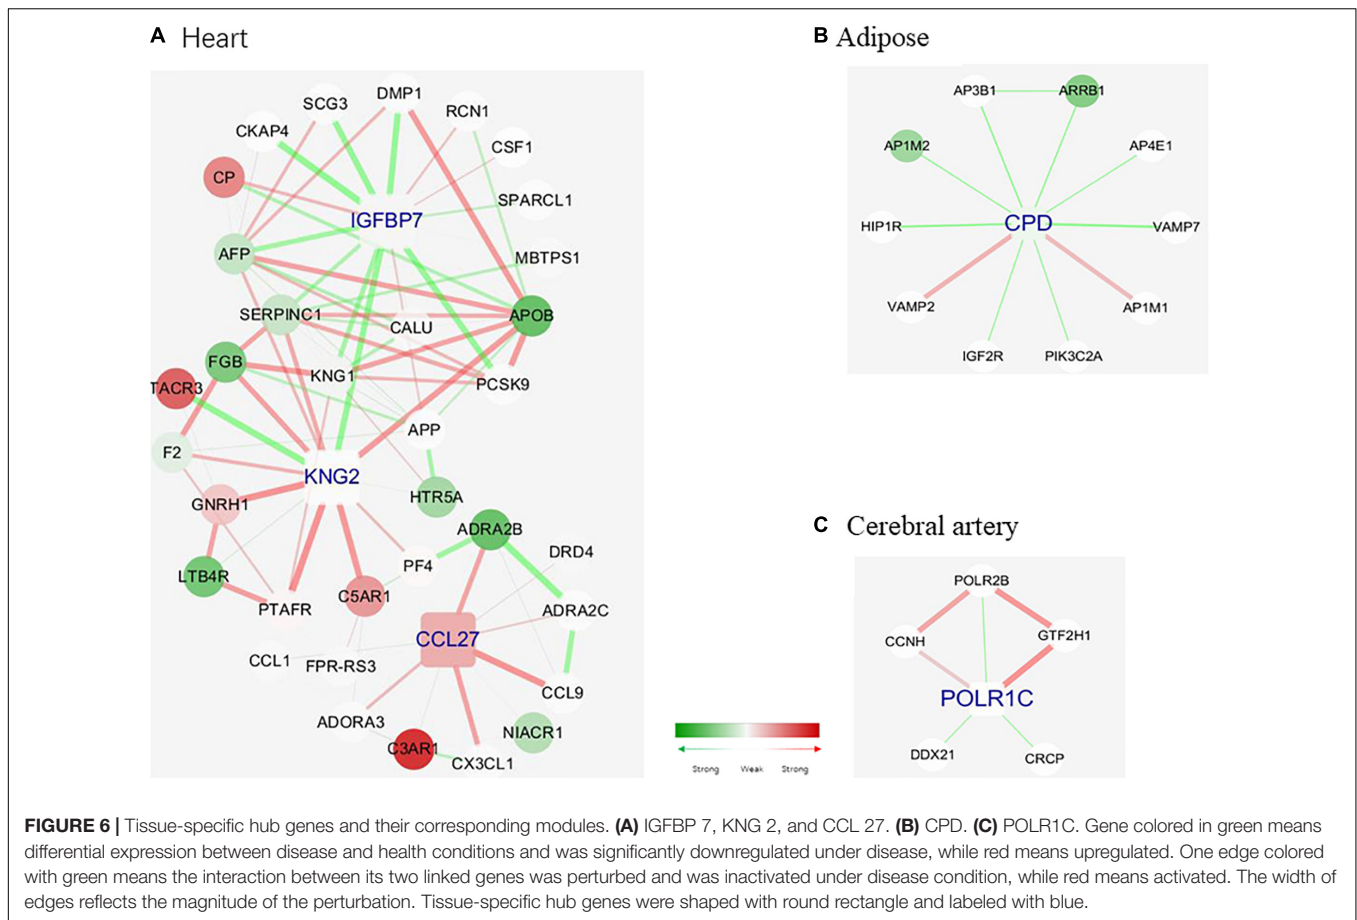 A Heart
B Adipose
DMP1
SCG3
RCN1
CKAP4
CSF1
CP
SPARCL1
IGFBP7
AFP
MBTPS1
SERPINC1
APOB
CALU
FGB
KNG1
TACR3
PCSK9
APP
F2
KNG2
HTR5A
GNRH1
ADRA2B
DRD4
PF4
LTB4R
C5AR1
PTAFR
ADRA2C
CCL27
CCL1
FPR-RS3
CCL9
ADORA3
NIACR1
C3AR1
CX3CL1
AP3B1
ARRB1
AP1M2
AP4E1
CPD
HIP1R
VAMP7
VAMP2
AP1M1
IGF2R
PIK3C2A
C Cerebral artery
POLR2B
CCNH
GTF2H1
POLR1C
DDX21
CRCP
Strong Weak Strong
FIGURE 6 | Tissue-specific hub genes and their corresponding modules. (A) IGFBP 7, KNG 2, and CCL 27. (B) CPD. (C) POLR1C. Gene colored in green means
differential expression between disease and health conditions and was significantly downregulated under disease, while red means upregulated. One edge colored
with green means the interaction between its two linked genes was perturbed and was inactivated under disease condition, while red means activated. The width of
edges reflects the magnitude of the perturbation. Tissue-specific hub genes were shaped with round rectangle and labeled with blue.